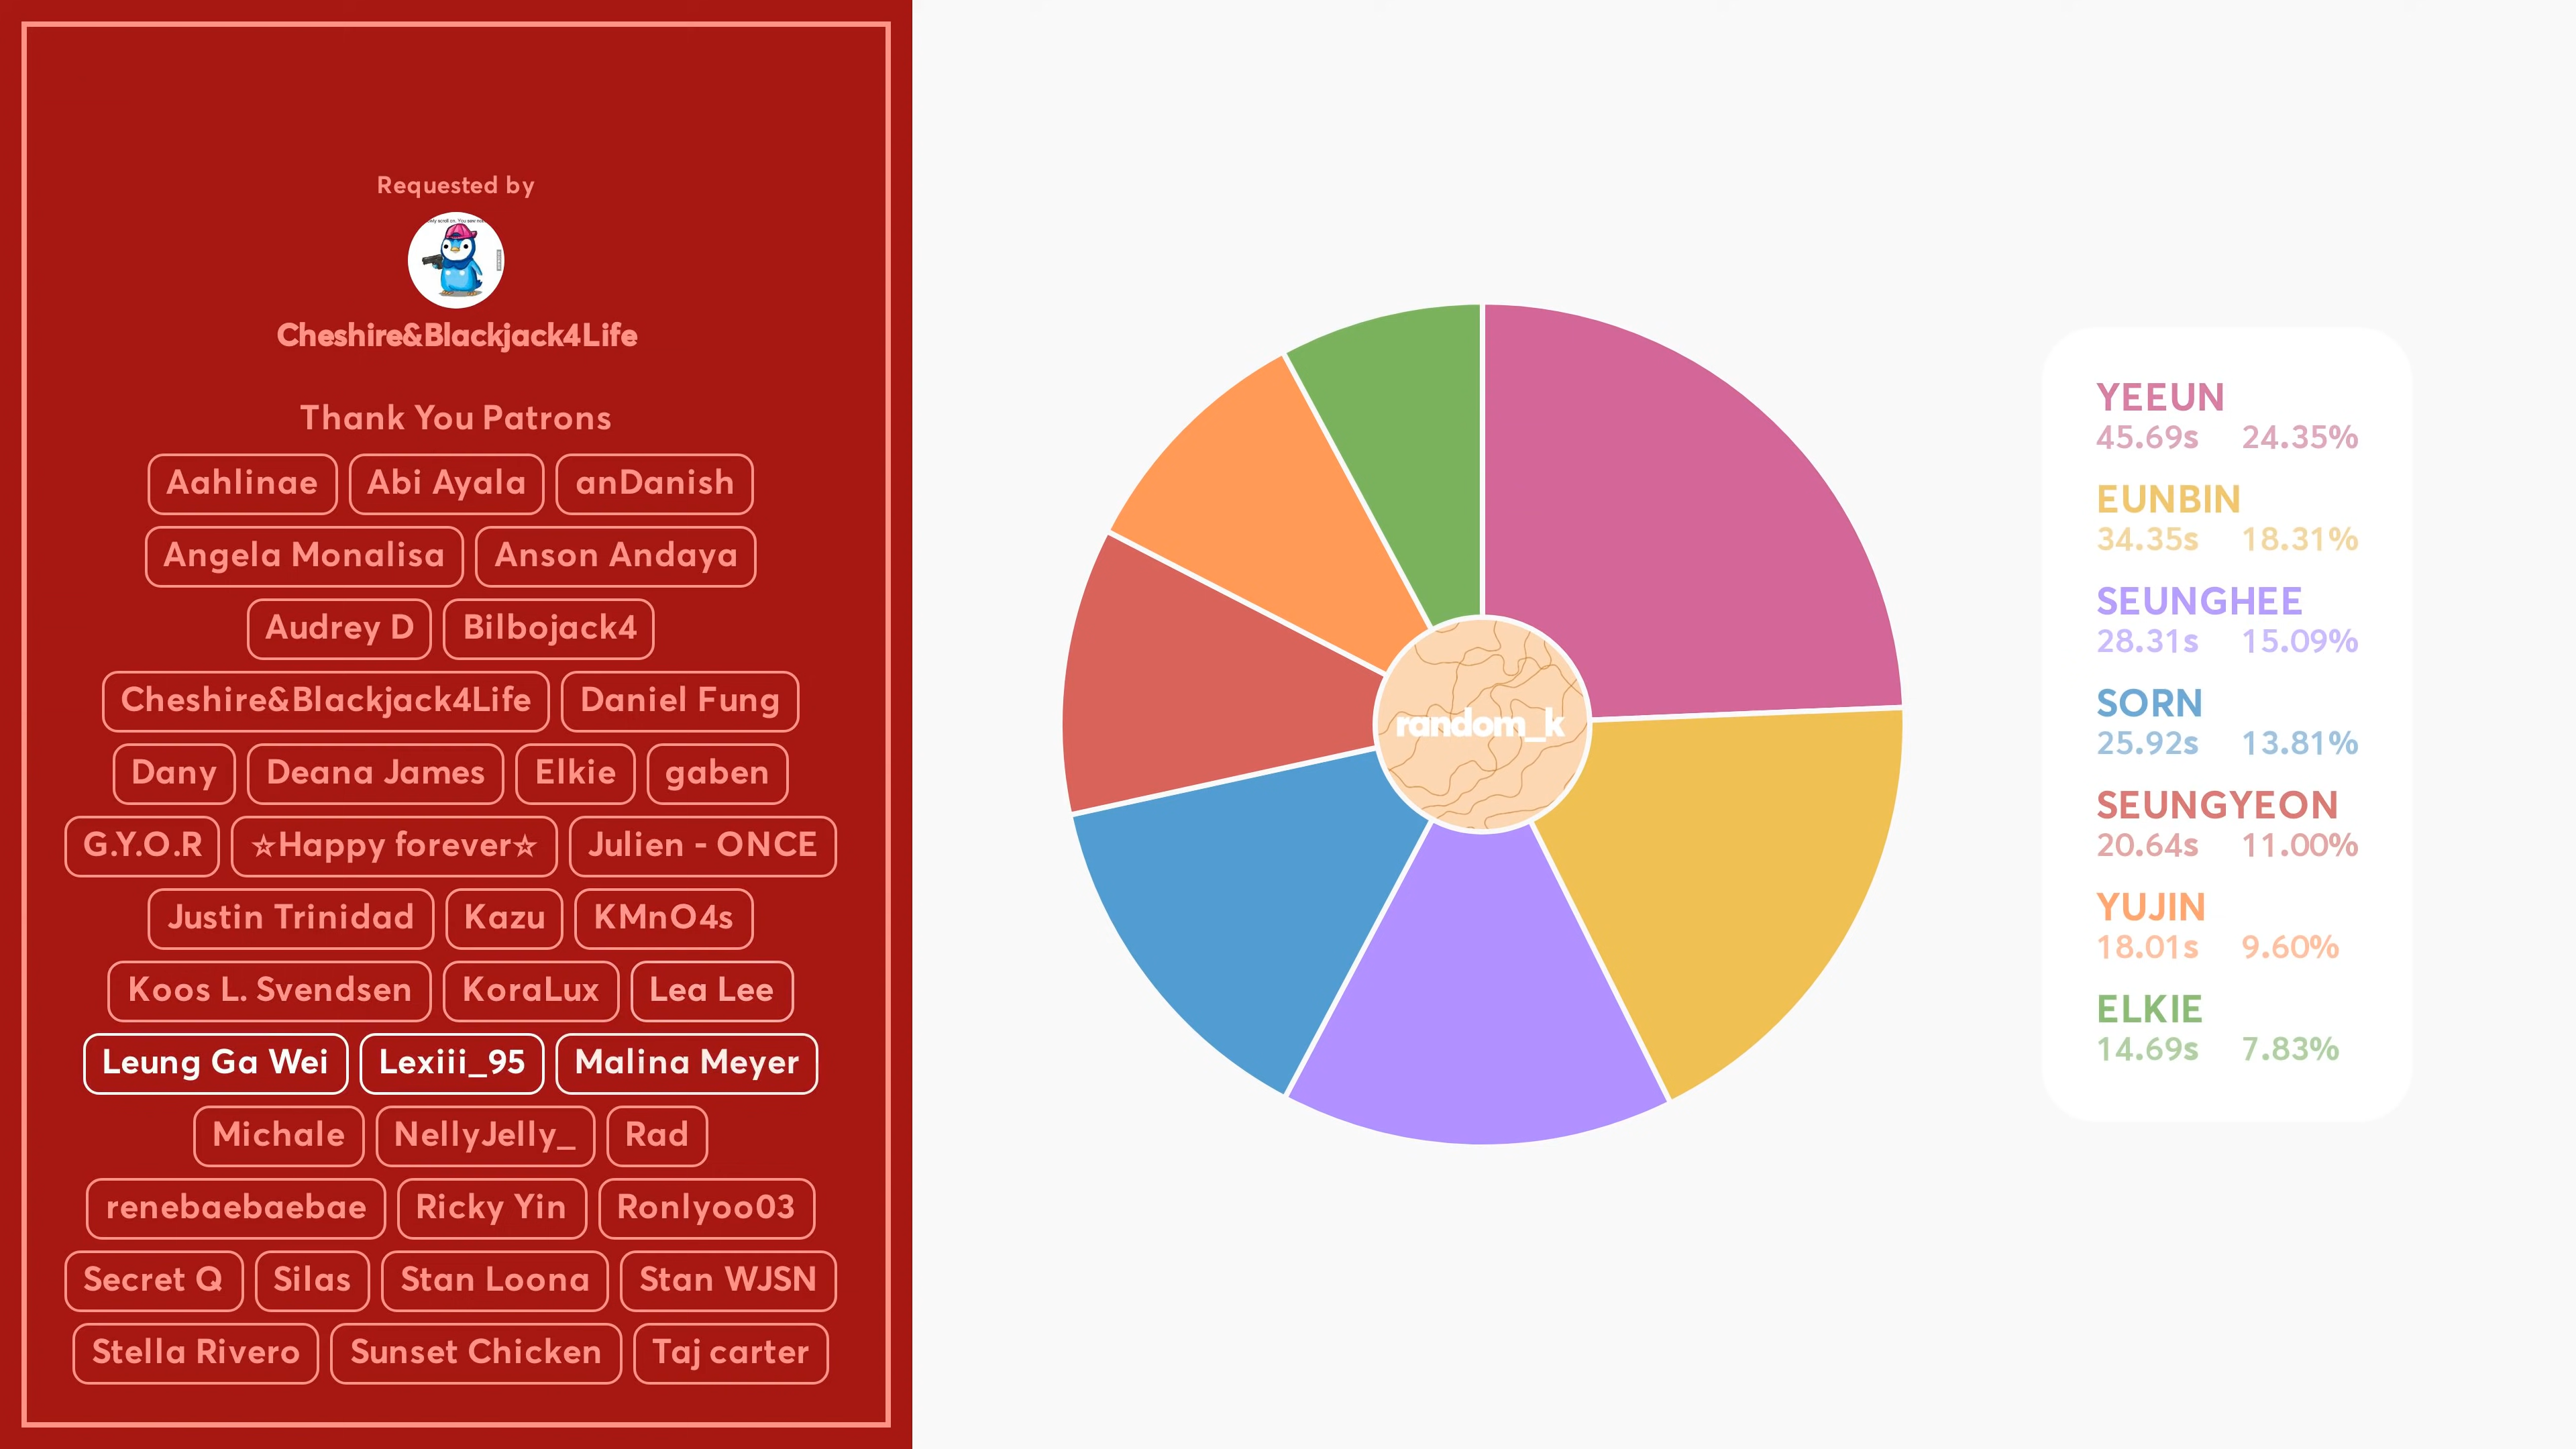 Requested by
Cheshire&Blackjack4Life
Thank You Patrons
Aahlinae Abi Ayala anDanish
Angela Monalisa Anson Andaya
Audrey D Bilbojack4
Cheshire&Blackjack4Life Daniel Fung
Dany Deana James Elkie gaben
G.Y.O.R ☆Happy forever☆ Julien - ONCE
Justin Trinidad Kazu KMnO4s
Koos L. Svendsen KoraLux Lea Lee
Leung Ga Wei Lexiii_95 Malina Meyer
Michale NellyJelly_ Rad
renebaebaebae Ricky Yin Ronlyoo03
Secret Q Silas Stan Loona Stan WJSN
Stella Rivero Sunset Chicken Taj carter
random_k
YEEUN
45.69s 24.35%
EUNBIN
34.35s 18.31%
SEUNGHEE
28.31s 15.09%
SORN
25.92s 13.81%
SEUNGYEON
20.64s 11.00%
YUJIN
18.01s 9.60%
ELKIE
14.69s 7.83%